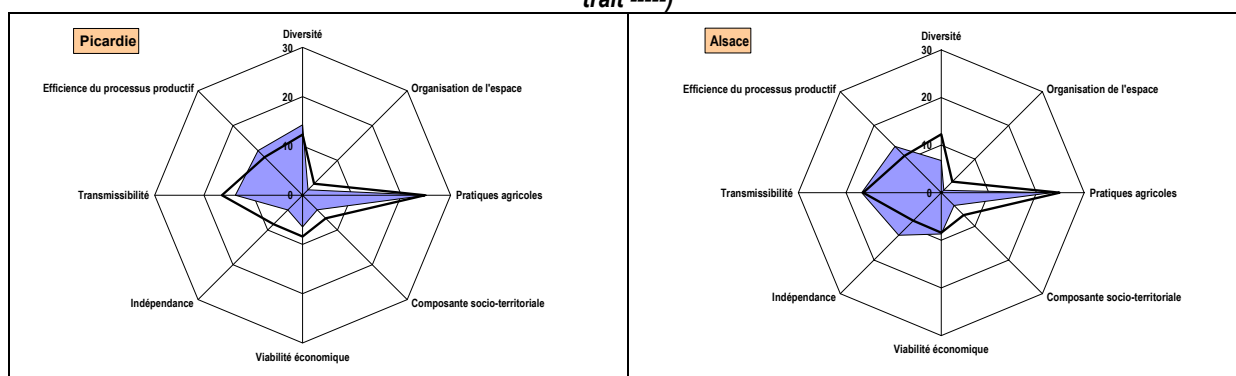 trait -----)
Picardie
Diversité
30
Efficience du processus productif
Organisation de l'espace
20
10
Transmissibilité
0
Pratiques agricoles
Indépendance
Composante socio-territoriale
Viabilité économique
Alsace
Diversité
30
Efficience du processus productif
Organisation de l'espace
20
10
Transmissibilité
0
Pratiques agricoles
Indépendance
Composante socio-territoriale
Viabilité économique